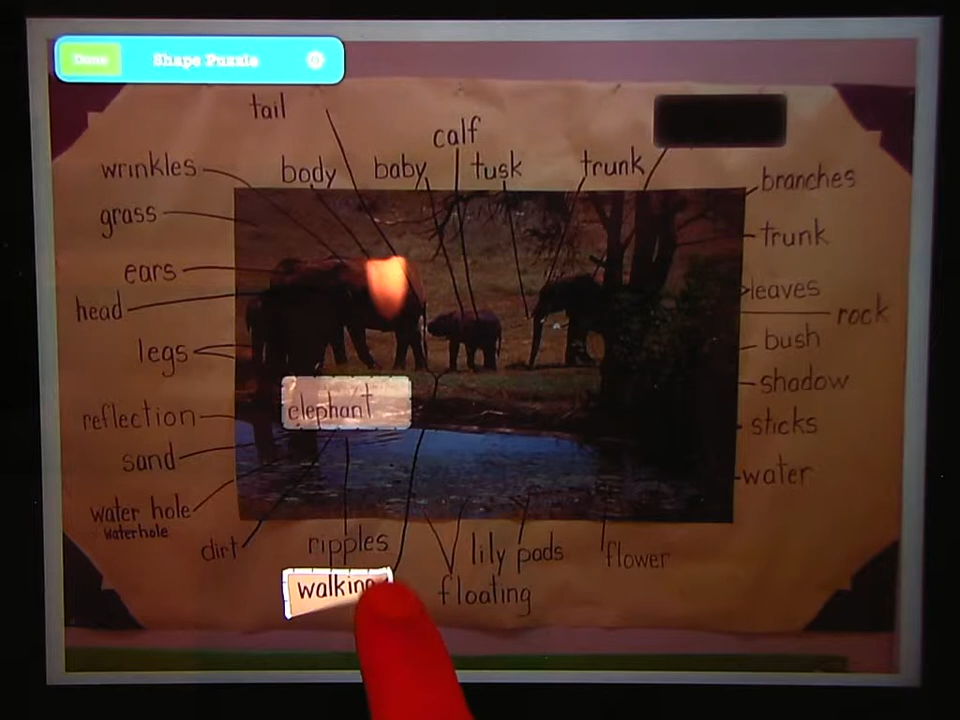 Done
Shape Puzzle
tail
calf
wrinkles
body
baby
tusk
trunk
branches
grass
trunk
ears
leaves
head
rock
legs
bush
shadow
elephant
reflection
sticks
sand
water
water hole
waterhole
dirt
ripples
lily pads
flower
walking
floating